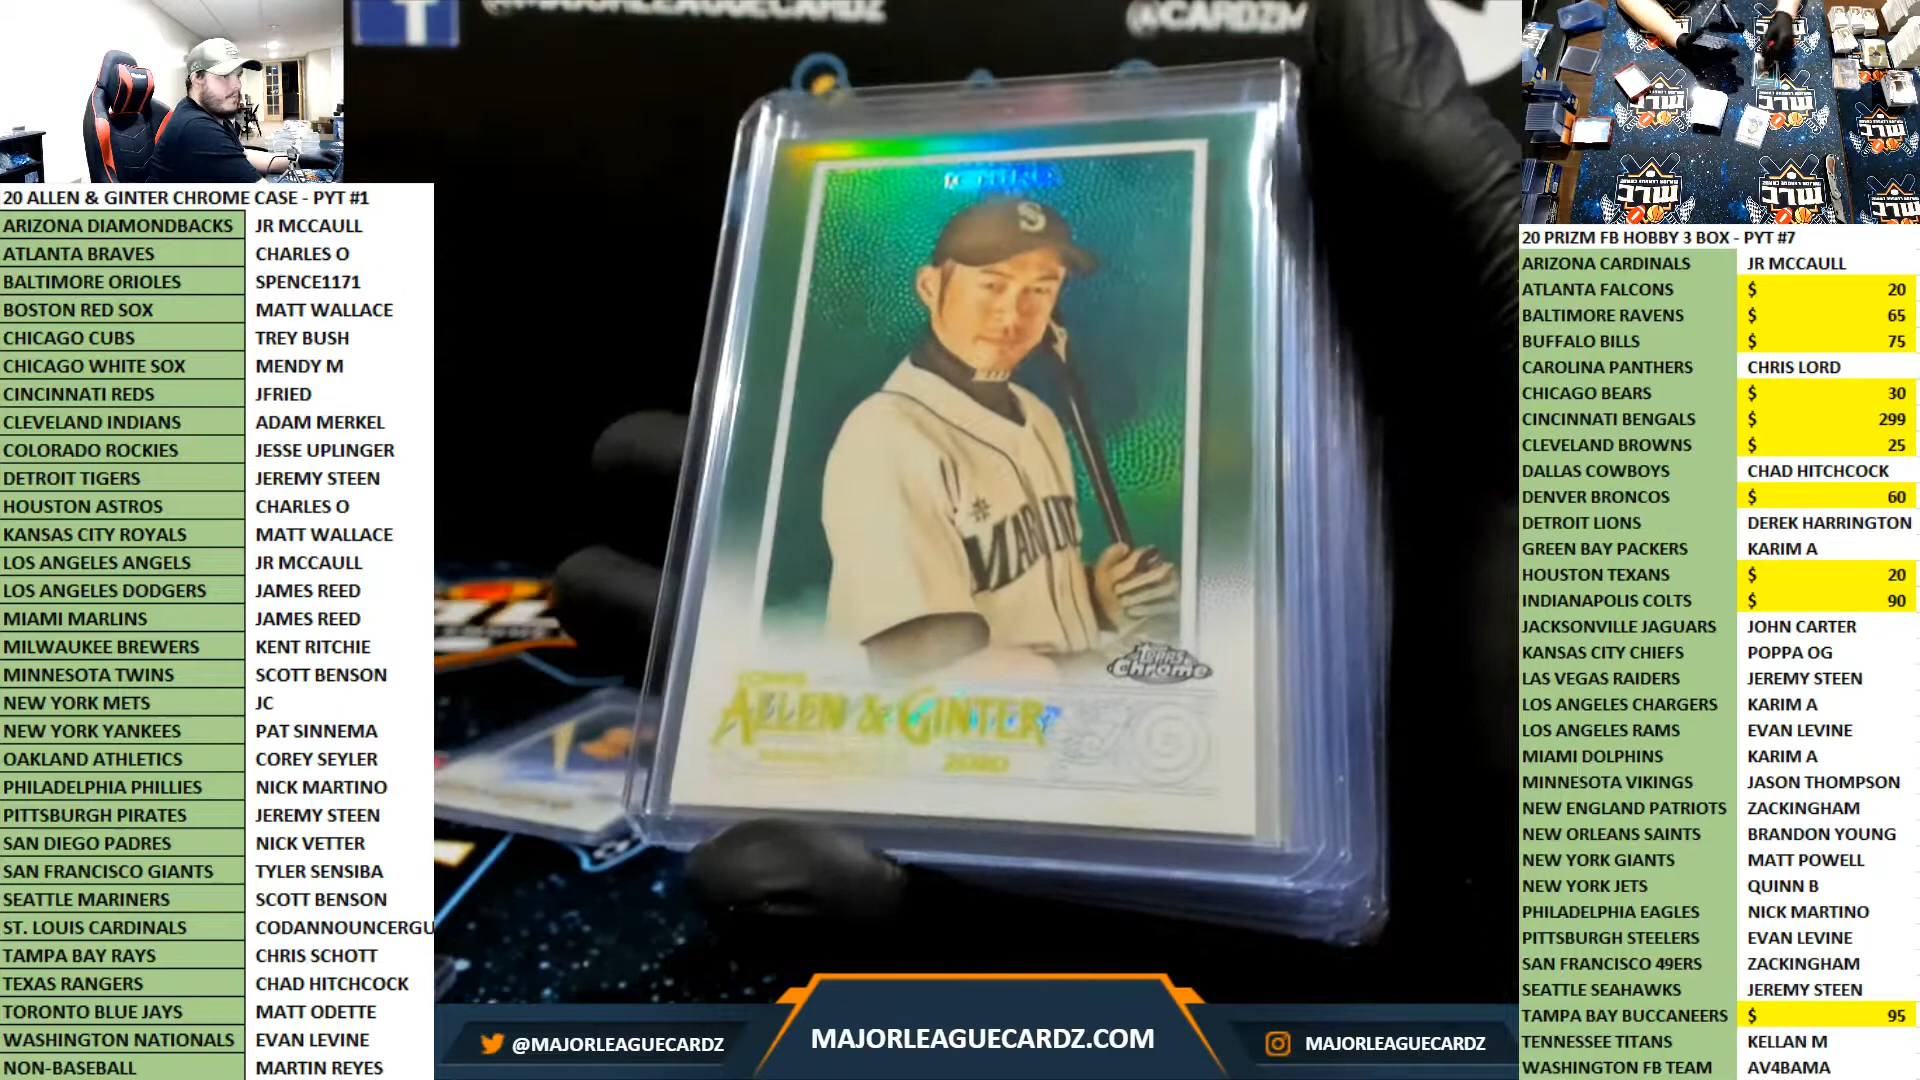 @MAJORLEAGUECARDZ
@CARDZM
20 ALLEN & GINTER CHROME CASE - PYT #1
ARIZONA DIAMONDBACKS JR MCCAULL
ATLANTA BRAVES CHARLES O
BALTIMORE ORIOLES SPENCE1171
BOSTON RED SOX MATT WALLACE
CHICAGO CUBS TREY BUSH
CHICAGO WHITE SOX MENDY M
CINCINNATI REDS JFRIED
CLEVELAND INDIANS ADAM MERKEL
COLORADO ROCKIES JESSE UPLINGER
DETROIT TIGERS JEREMY STEEN
HOUSTON ASTROS CHARLES O
KANSAS CITY ROYALS MATT WALLACE
LOS ANGELES ANGELS JR MCCAULL
LOS ANGELES DODGERS JAMES REED
MIAMI MARLINS JAMES REED
MILWAUKEE BREWERS KENT RITCHIE
MINNESOTA TWINS SCOTT BENSON
NEW YORK METS JC
NEW YORK YANKEES PAT SINNEMA
OAKLAND ATHLETICS COREY SEYLER
PHILADELPHIA PHILLIES NICK MARTINO
PITTSBURGH PIRATES JEREMY STEEN
SAN DIEGO PADRES NICK VETTER
SAN FRANCISCO GIANTS TYLER SENSIBA
SEATTLE MARINERS SCOTT BENSON
ST. LOUIS CARDINALS CODANNOUNCERGU
TAMPA BAY RAYS CHRIS SCHOTT
TEXAS RANGERS CHAD HITCHCOCK
TORONTO BLUE JAYS MATT ODETTE
WASHINGTON NATIONALS EVAN LEVINE
NON-BASEBALL MARTIN REYES
S
MARIN
TOPPS
Chrome
TOPPS
ALLEN & GINTER
2020
@MAJORLEAGUECARDZ
MAJORLEAGUECARDZ.COM
MAJORLEAGUECARDZ
20 PRIZM FB HOBBY 3 BOX - PYT #7
ARIZONA CARDINALS JR MCCAULL
ATLANTA FALCONS $ 20
BALTIMORE RAVENS $ 65
BUFFALO BILLS $ 75
CAROLINA PANTHERS CHRIS LORD
CHICAGO BEARS $ 30
CINCINNATI BENGALS $ 299
CLEVELAND BROWNS $ 25
DALLAS COWBOYS CHAD HITCHCOCK
DENVER BRONCOS $ 60
DETROIT LIONS DEREK HARRINGTON
GREEN BAY PACKERS KARIM A
HOUSTON TEXANS $ 20
INDIANAPOLIS COLTS $ 90
JACKSONVILLE JAGUARS JOHN CARTER
KANSAS CITY CHIEFS POPPA OG
LAS VEGAS RAIDERS JEREMY STEEN
LOS ANGELES CHARGERS KARIM A
LOS ANGELES RAMS EVAN LEVINE
MIAMI DOLPHINS KARIM A
MINNESOTA VIKINGS JASON THOMPSON
NEW ENGLAND PATRIOTS ZACKINGHAM
NEW ORLEANS SAINTS BRANDON YOUNG
NEW YORK GIANTS MATT POWELL
NEW YORK JETS QUINN B
PHILADELPHIA EAGLES NICK MARTINO
PITTSBURGH STEELERS EVAN LEVINE
SAN FRANCISCO 49ERS ZACKINGHAM
SEATTLE SEAHAWKS JEREMY STEEN
TAMPA BAY BUCCANEERS $ 95
TENNESSEE TITANS KELLAN M
WASHINGTON FB TEAM AV4BAMA